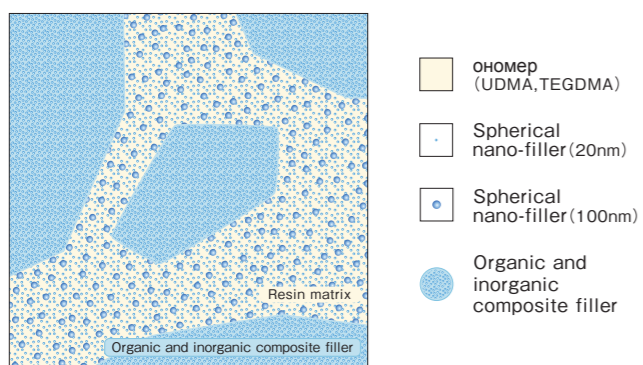 Resin matrix
Organic and inorganic composite filler
ономер
(UDMA,TEGDMA)
Spherical
nano-filler(20nm)
Spherical
nano-filler(100nm)
Organic and
inorganic
composite filler